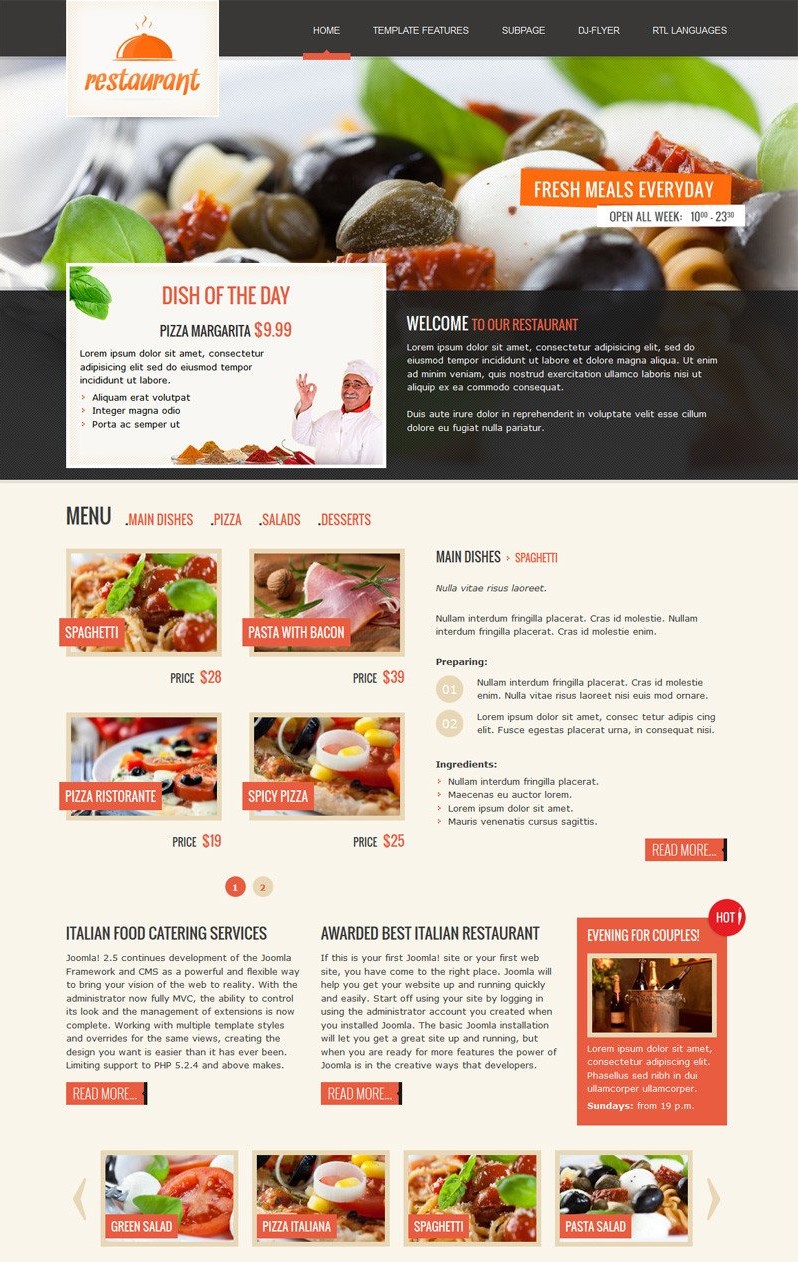 restaurant
HOME
TEMPLATE FEATURES
SUBPAGE
DJ-FLYER
RTL LANGUAGES
FRESH MEALS EVERYDAY
OPEN ALL WEEK: 10⁰⁰ - 23³⁰
DISH OF THE DAY
PIZZA MARGARITA $9.99
Lorem ipsum dolor sit amet, consectetur
adipisicing elit sed do eiusmod tempor
incididunt ut labore.
Aliquam erat volutpat
Integer magna odio
Porta ac semper ut
WELCOME TO OUR RESTAURANT
Lorem ipsum dolor sit amet, consectetur adipisicing elit, sed do
eiusmod tempor incididunt ut labore et dolore magna aliqua. Ut enim
ad minim veniam, quis nostrud exercitation ullamco laboris nisi ut
aliquip ex ea commodo consequat.
Duis aute irure dolor in reprehenderit in voluptate velit esse cillum
dolore eu fugiat nulla pariatur.
MENU
.MAIN DISHES
.PIZZA
.SALADS
.DESSERTS
SPAGHETTI
PRICE $28
PASTA WITH BACON
PRICE $39
PIZZA RISTORANTE
PRICE $19
SPICY PIZZA
PRICE $25
1
2
MAIN DISHES › SPAGHETTI
Nulla vitae risus laoreet.
Nullam interdum fringilla placerat. Cras id molestie. Nullam
interdum fringilla placerat. Cras id molestie enim.
Preparing:
01
Nullam interdum fringilla placerat. Cras id molestie
enim. Nulla vitae risus laoreet nisi euis mod ornare.
02
Lorem ipsum dolor sit amet, consec tetur adipis cing
elit. Fusce egestas placerat urna, in consequat nisi.
Ingredients:
Nullam interdum fringilla placerat.
Maecenas eu auctor lorem.
Lorem ipsum dolor sit amet.
Mauris venenatis cursus sagittis.
READ MORE...
ITALIAN FOOD CATERING SERVICES
Joomla! 2.5 continues development of the Joomla
Framework and CMS as a powerful and flexible way
to bring your vision of the web to reality. With the
administrator now fully MVC, the ability to control
its look and the management of extensions is now
complete. Working with multiple template styles
and overrides for the same views, creating the
design you want is easier than it has ever been.
Limiting support to PHP 5.2.4 and above makes.
READ MORE...
AWARDED BEST ITALIAN RESTAURANT
If this is your first Joomla! site or your first web
site, you have come to the right place. Joomla will
help you get your website up and running quickly
and easily. Start off using your site by logging in
using the administrator account you created when
you installed Joomla. The basic Joomla installation
will let you get a great site up and running, but
when you are ready for more features the power of
Joomla is in the creative ways that developers.
READ MORE...
HOT
EVENING FOR COUPLES!
Lorem ipsum dolor sit amet,
consectetur adipiscing elit.
Phasellus sed nibh in dui
ullamcorper ullamcorper.
Sundays: from 19 p.m.
GREEN SALAD
PIZZA ITALIANA
SPAGHETTI
PASTA SALAD